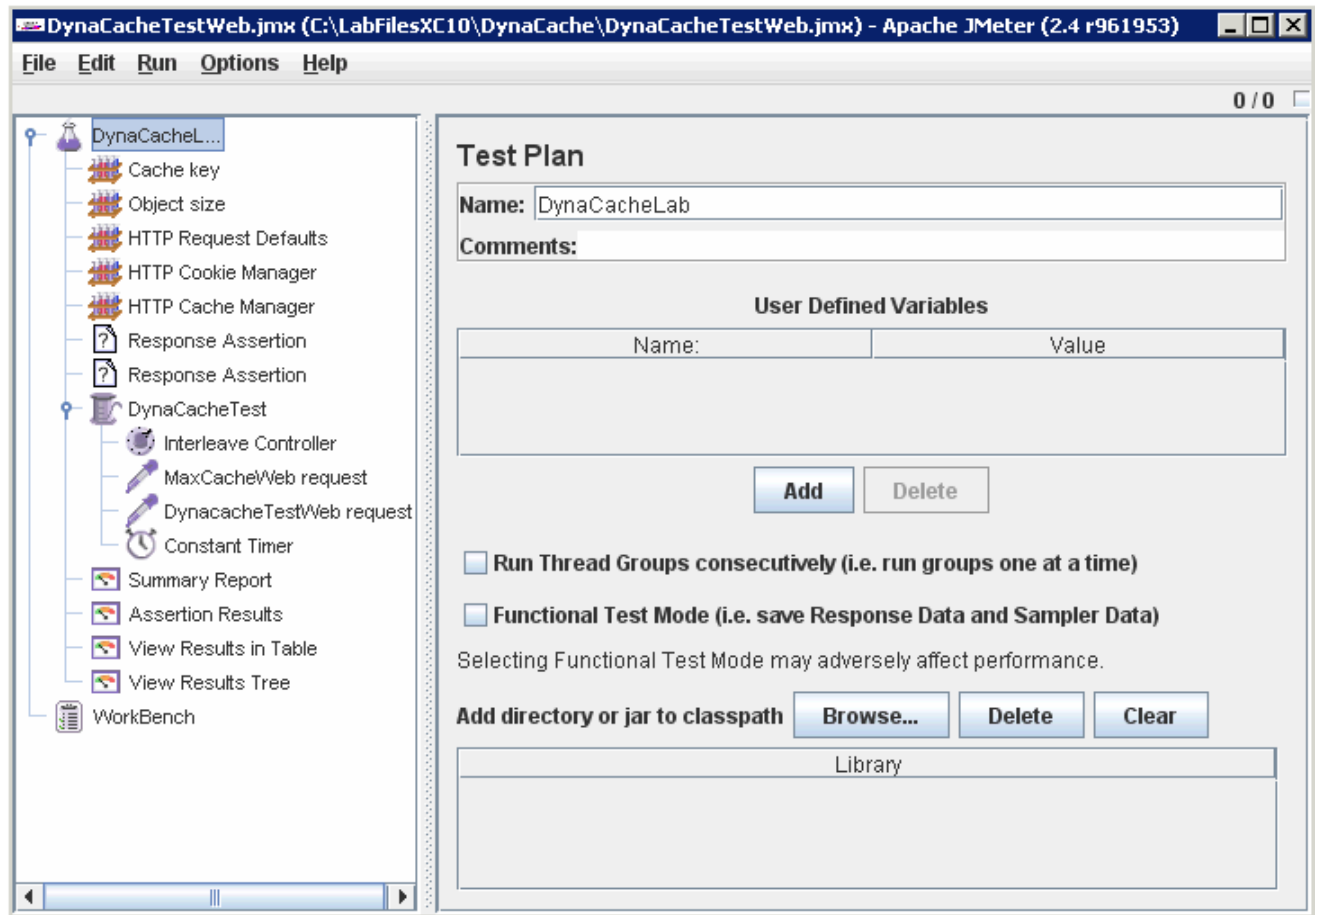 DynaCacheTestWeb.jmx (C:\LabFilesXC10\DynaCache\DynaCacheTestWeb.jmx) - Apache JMeter (2.4 r961953)
File Edit Run Options Help
0 / 0
DynaCacheL...
Cache key
Object size
HTTP Request Defaults
HTTP Cookie Manager
HTTP Cache Manager
Response Assertion
Response Assertion
DynaCacheTest
Interleave Controller
MaxCacheWeb request
DynacacheTestWeb request
Constant Timer
Summary Report
Assertion Results
View Results in Table
View Results Tree
WorkBench
Test Plan
Name: DynaCacheLab
Comments:
User Defined Variables
Name: Value
Add Delete
Run Thread Groups consecutively (i.e. run groups one at a time)
Functional Test Mode (i.e. save Response Data and Sampler Data)
Selecting Functional Test Mode may adversely affect performance.
Add directory or jar to classpath Browse... Delete Clear
Library